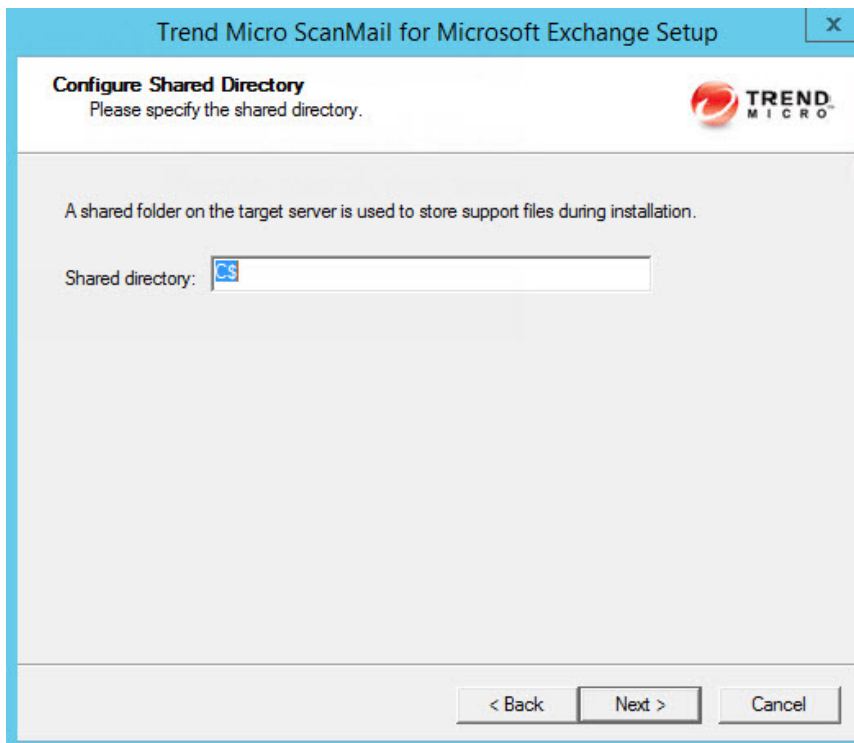 Trend Micro ScanMail for Microsoft Exchange Setup
x
Configure Shared Directory
Please specify the shared directory.
TREND
MICRO
A shared folder on the target server is used to store support files during installation.
Shared directory: C$
< Back Next > Cancel